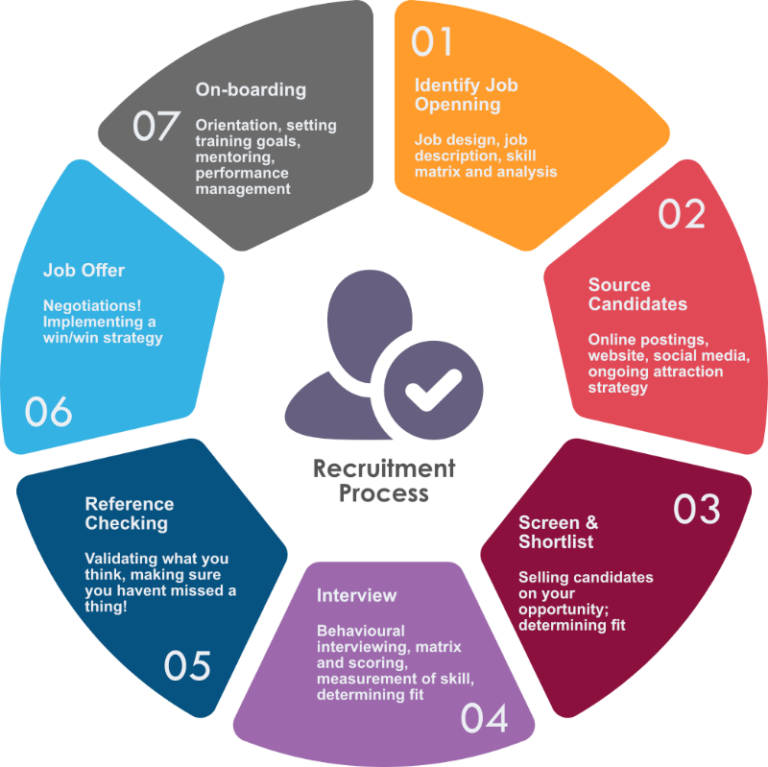 01
Identify Job
Openning
Job design, job
description, skill
matrix and analysis
02
Source
Candidates
Online postings,
website, social media,
ongoing attraction
strategy
03
Screen &
Shortlist
Selling candidates
on your
opportunity;
determining fit
Interview
Behavioural
interviewing, matrix
and scoring,
measurement of skill,
determining fit
04
Reference
Checking
Validating what you
think, making sure
you havent missed a
thing!
05
Job Offer
Negotiations!
Implementing a
win/win strategy
06
On-boarding
07
Orientation, setting
training goals,
mentoring,
performance
management
Recruitment
Process